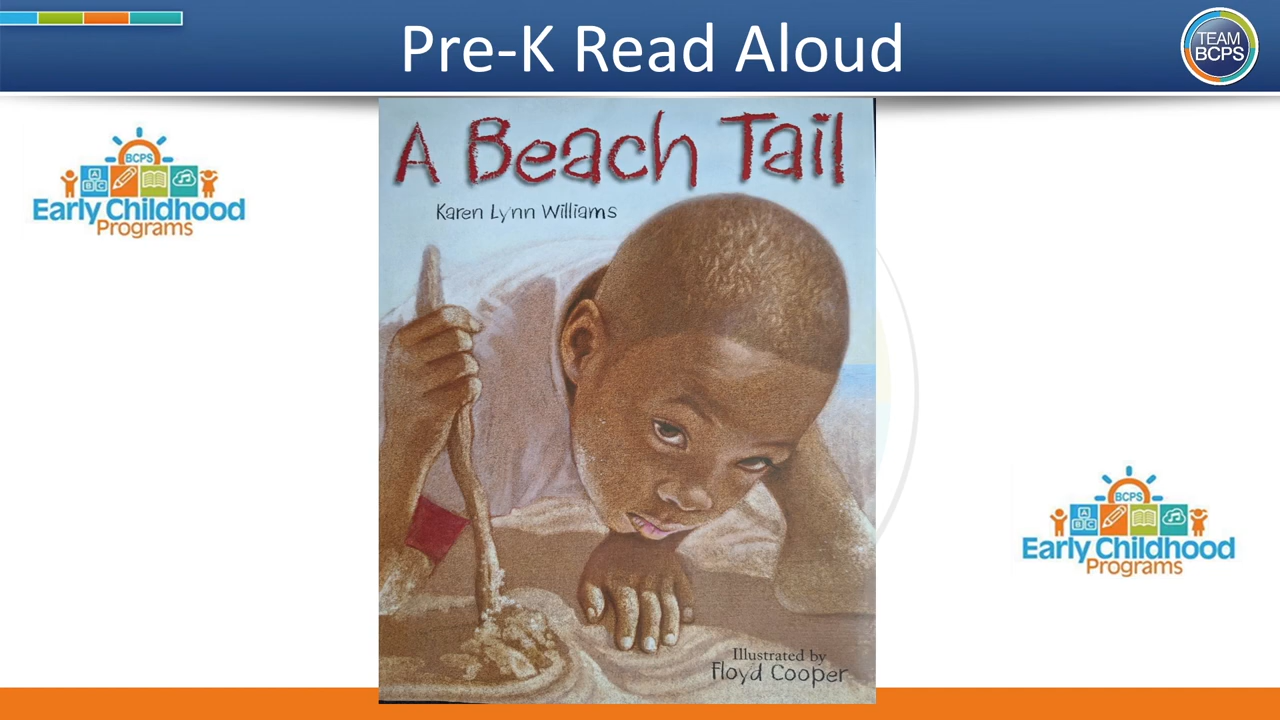 Pre-K Read Aloud
TEAM
BCPS
BCPS
A
B C
Early Childhood
Programs
A Beach Tail
Karen Lynn Williams
Illustrated by
Floyd Cooper
BCPS
A
B C
Early Childhood
Programs